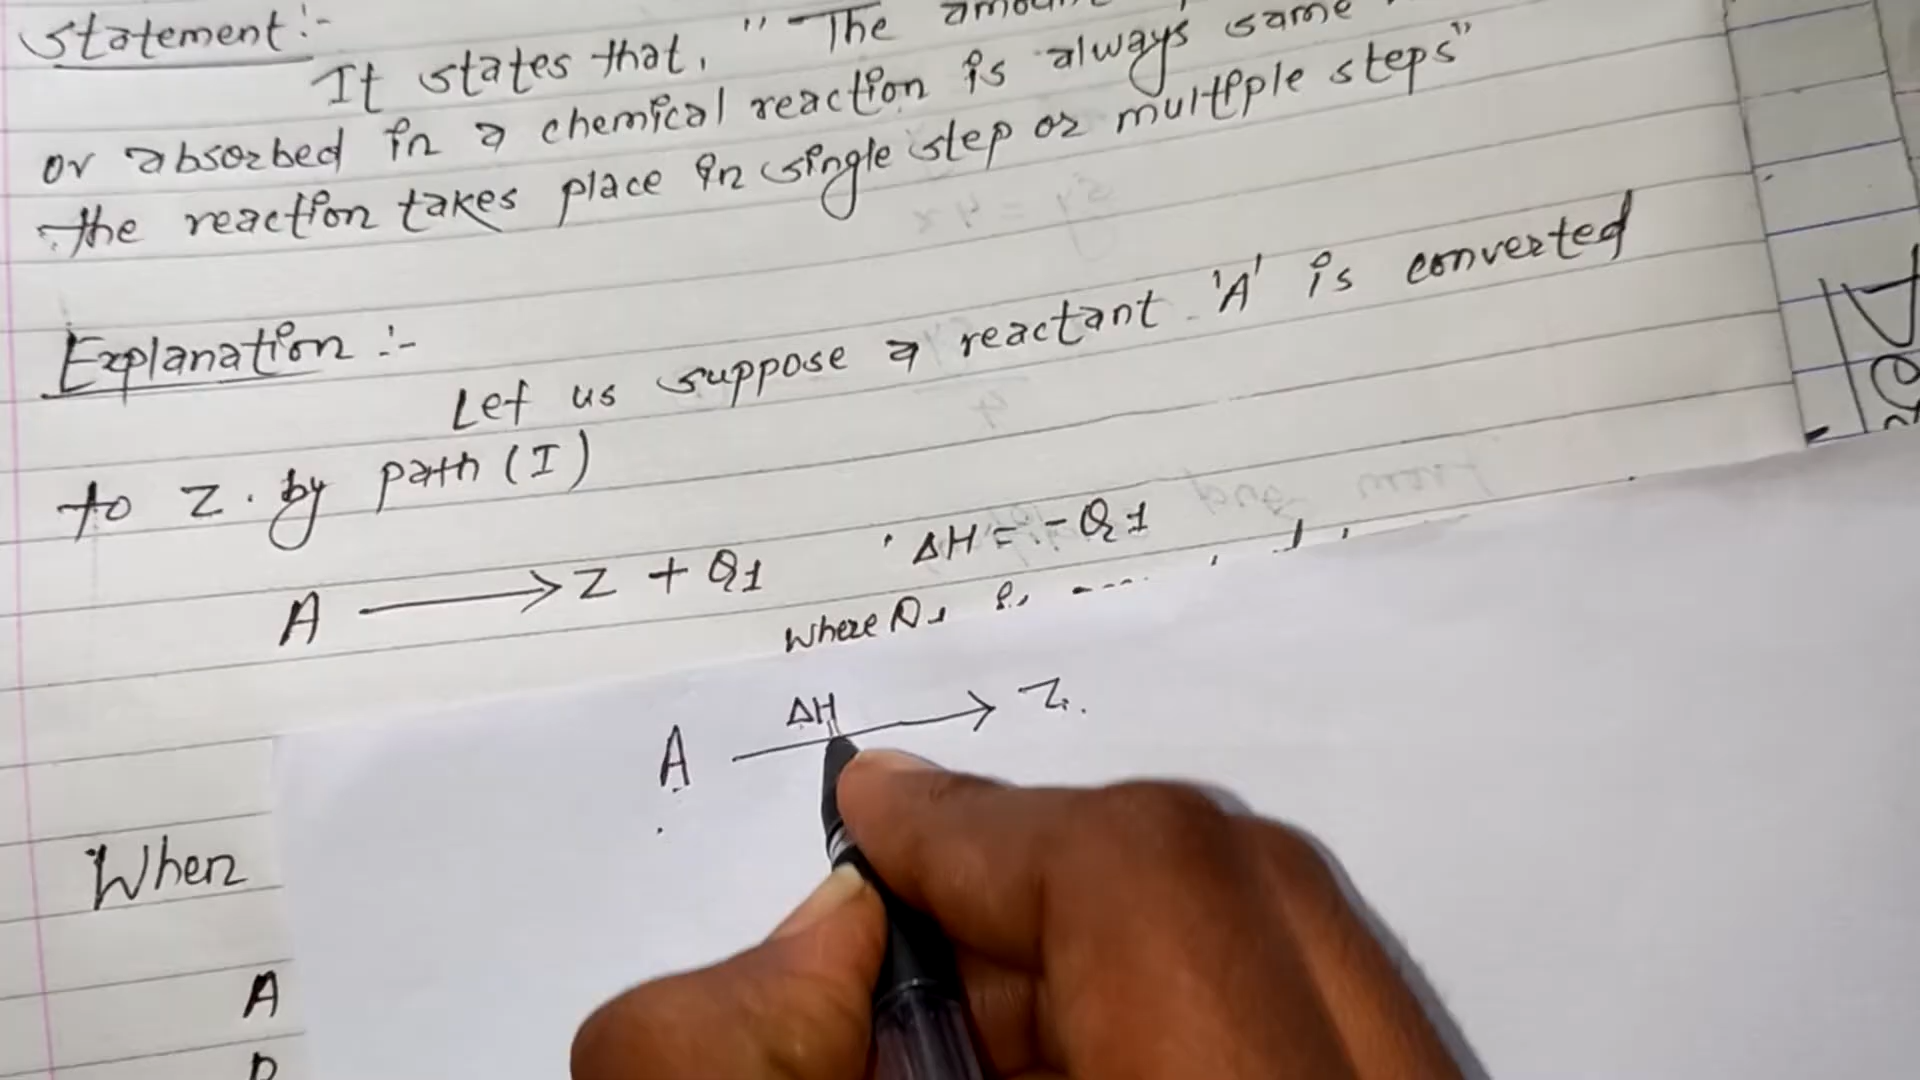 Statement :-
It states that, "The
or absorbed in a chemical reaction is always same
the reaction takes place in single step or multiple steps"
Explanation :-
Let us suppose a reactant 'A' is converted
to Z. by path (I)
A ⟶ Z + Q1 ΔH = -Q1
where
ΔH
A ⟶ Z.
When
A